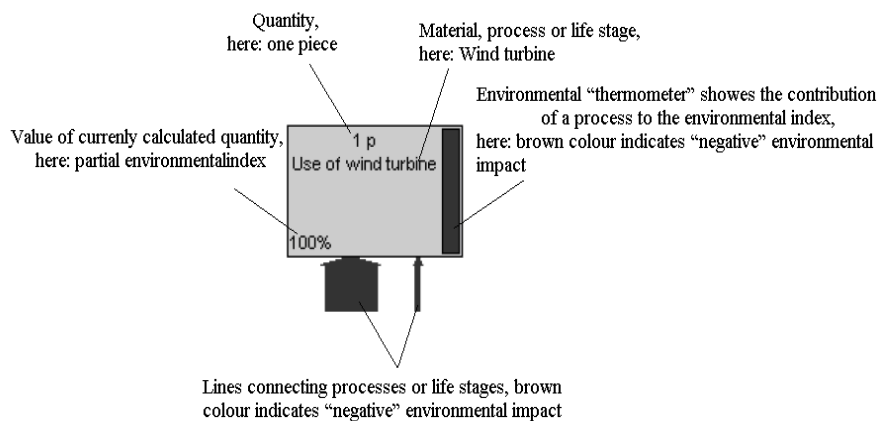 Quantity,
here: one piece
Material, process or life stage,
here: Wind turbine
Environmental “thermometer” showes the contribution
of a process to the environmental index,
here: brown colour indicates “negative” environmental
impact
Value of currenly calculated quantity,
here: partial environmentalindex
1 p
Use of wind turbine
100%
Lines connecting processes or life stages, brown
colour indicates “negative” environmental impact